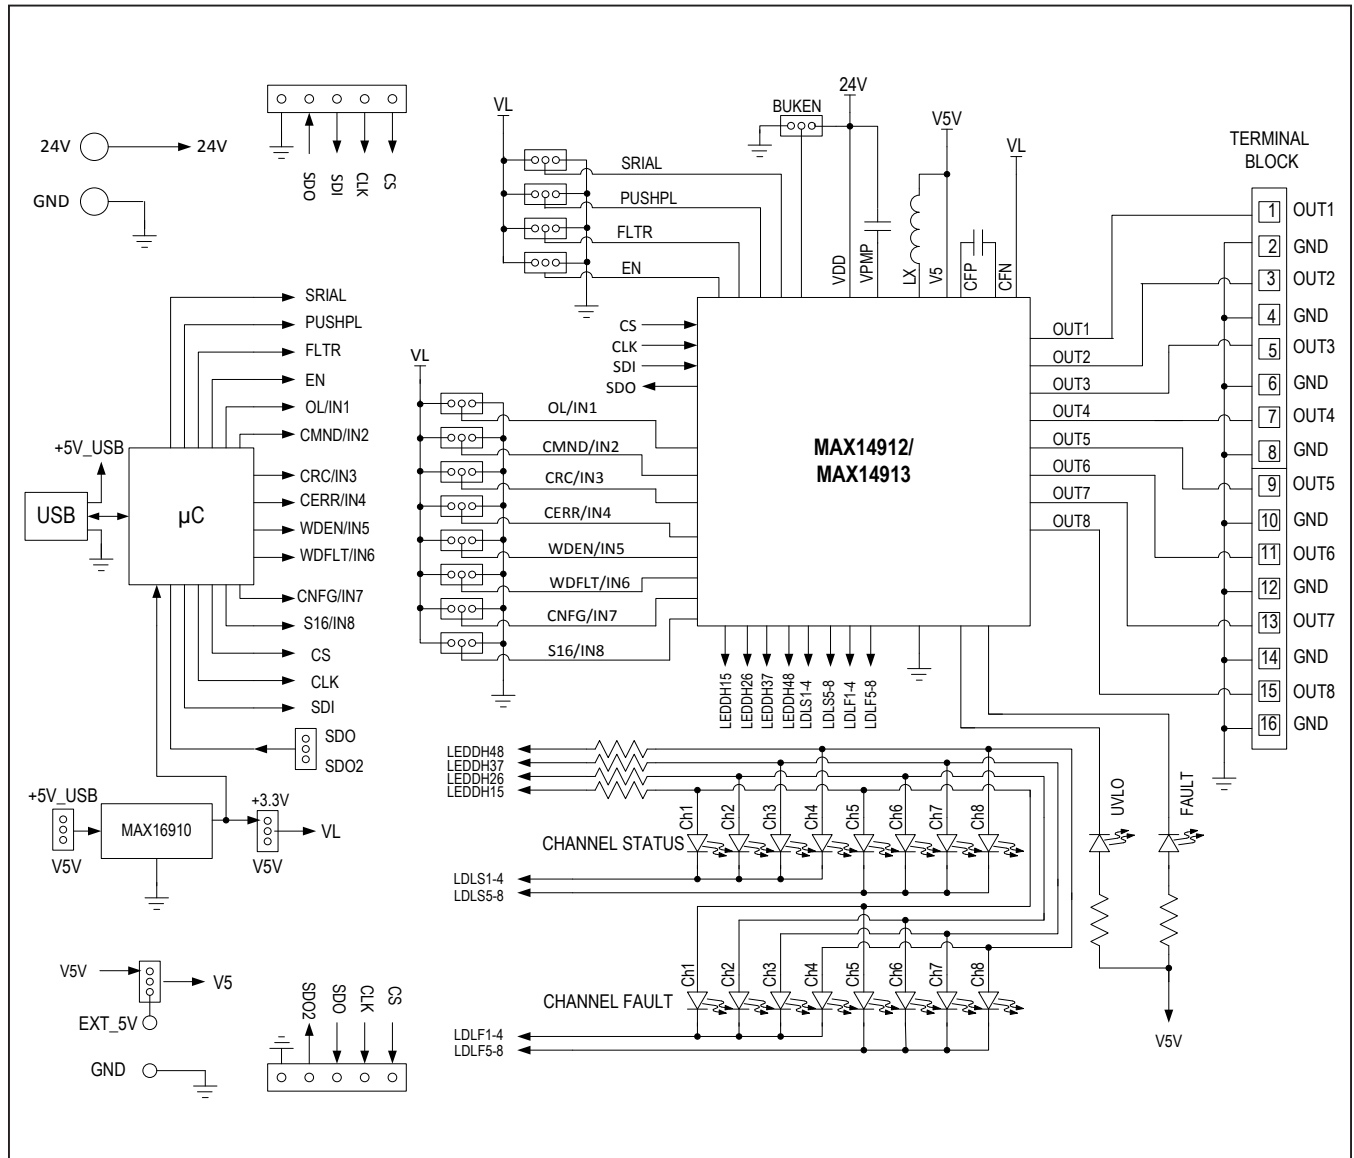 24V
24V
GND
SDO
SDI
CLK
CS
VL
SRIAL
PUSHPL
FLTR
EN
BUKEN
24V
V5V
VL
VDD
VPMP
LX
V5
CFP
CFN
TERMINAL
BLOCK
1 OUT1
2 GND
3 OUT2
4 GND
5 OUT3
6 GND
7 OUT4
8 GND
9 OUT5
10 GND
11 OUT6
12 GND
13 OUT7
14 GND
15 OUT8
16 GND
SRIAL
PUSHPL
FLTR
EN
OL/IN1
CMND/IN2
CRC/IN3
CERR/IN4
WDEN/IN5
WDFLT/IN6
CNFG/IN7
S16/IN8
CS
CLK
SDI
SDO
SDO2
+5V_USB
USB
µC
VL
OL/IN1
CMND/IN2
CRC/IN3
CERR/IN4
WDEN/IN5
WDFLT/IN6
CNFG/IN7
S16/IN8
CS
CLK
SDI
SDO
MAX14912/
MAX14913
OUT1
OUT2
OUT3
OUT4
OUT5
OUT6
OUT7
OUT8
LEDDH15
LEDDH26
LEDDH37
LEDDH48
LDLS1-4
LDLS5-8
LDLF1-4
LDLF5-8
+5V_USB
V5V
MAX16910
+3.3V
V5V
VL
LEDDH48
LEDDH37
LEDDH26
LEDDH15
Ch1
Ch2
Ch3
Ch4
Ch5
Ch6
Ch7
Ch8
CHANNEL STATUS
LDLS1-4
LDLS5-8
Ch1
Ch2
Ch3
Ch4
Ch5
Ch6
Ch7
Ch8
CHANNEL FAULT
LDLF1-4
LDLF5-8
UVLO
FAULT
V5V
V5V
V5
EXT_5V
GND
SDO2
SDO
CLK
CS